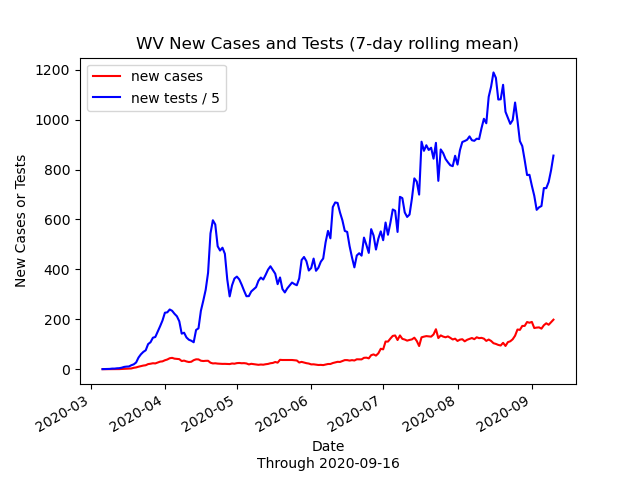 WV New Cases and Tests (7-day rolling mean)
new cases
new tests / 5
New Cases or Tests
1200
1000
800
600
400
200
0
2020-03
2020-04
2020-05
2020-06
2020-07
2020-08
2020-09
Date
Through 2020-09-16